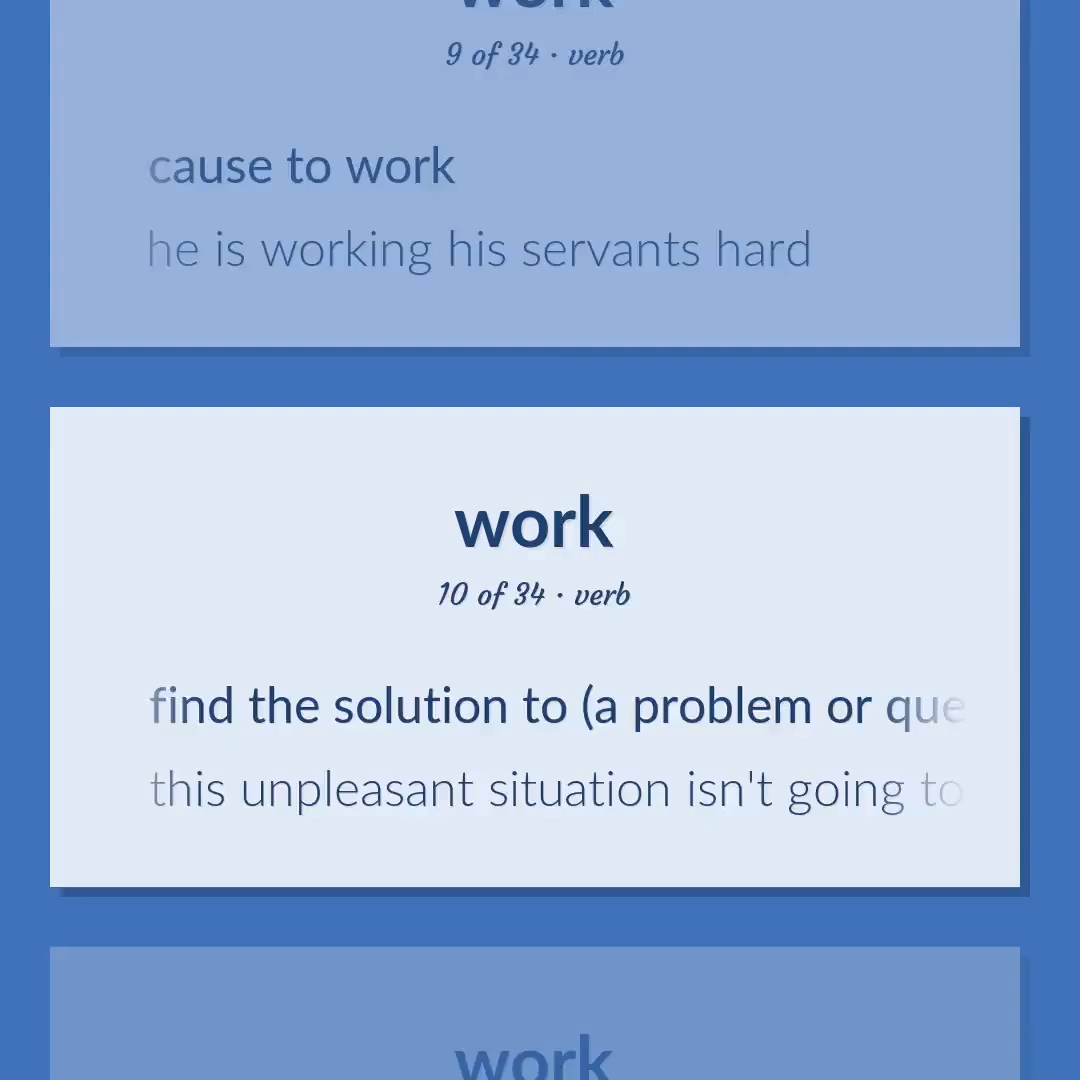 work
9 of 34 · verb
cause to work
he is working his servants hard
work
10 of 34 · verb
find the solution to (a problem or que
this unpleasant situation isn't going to
work